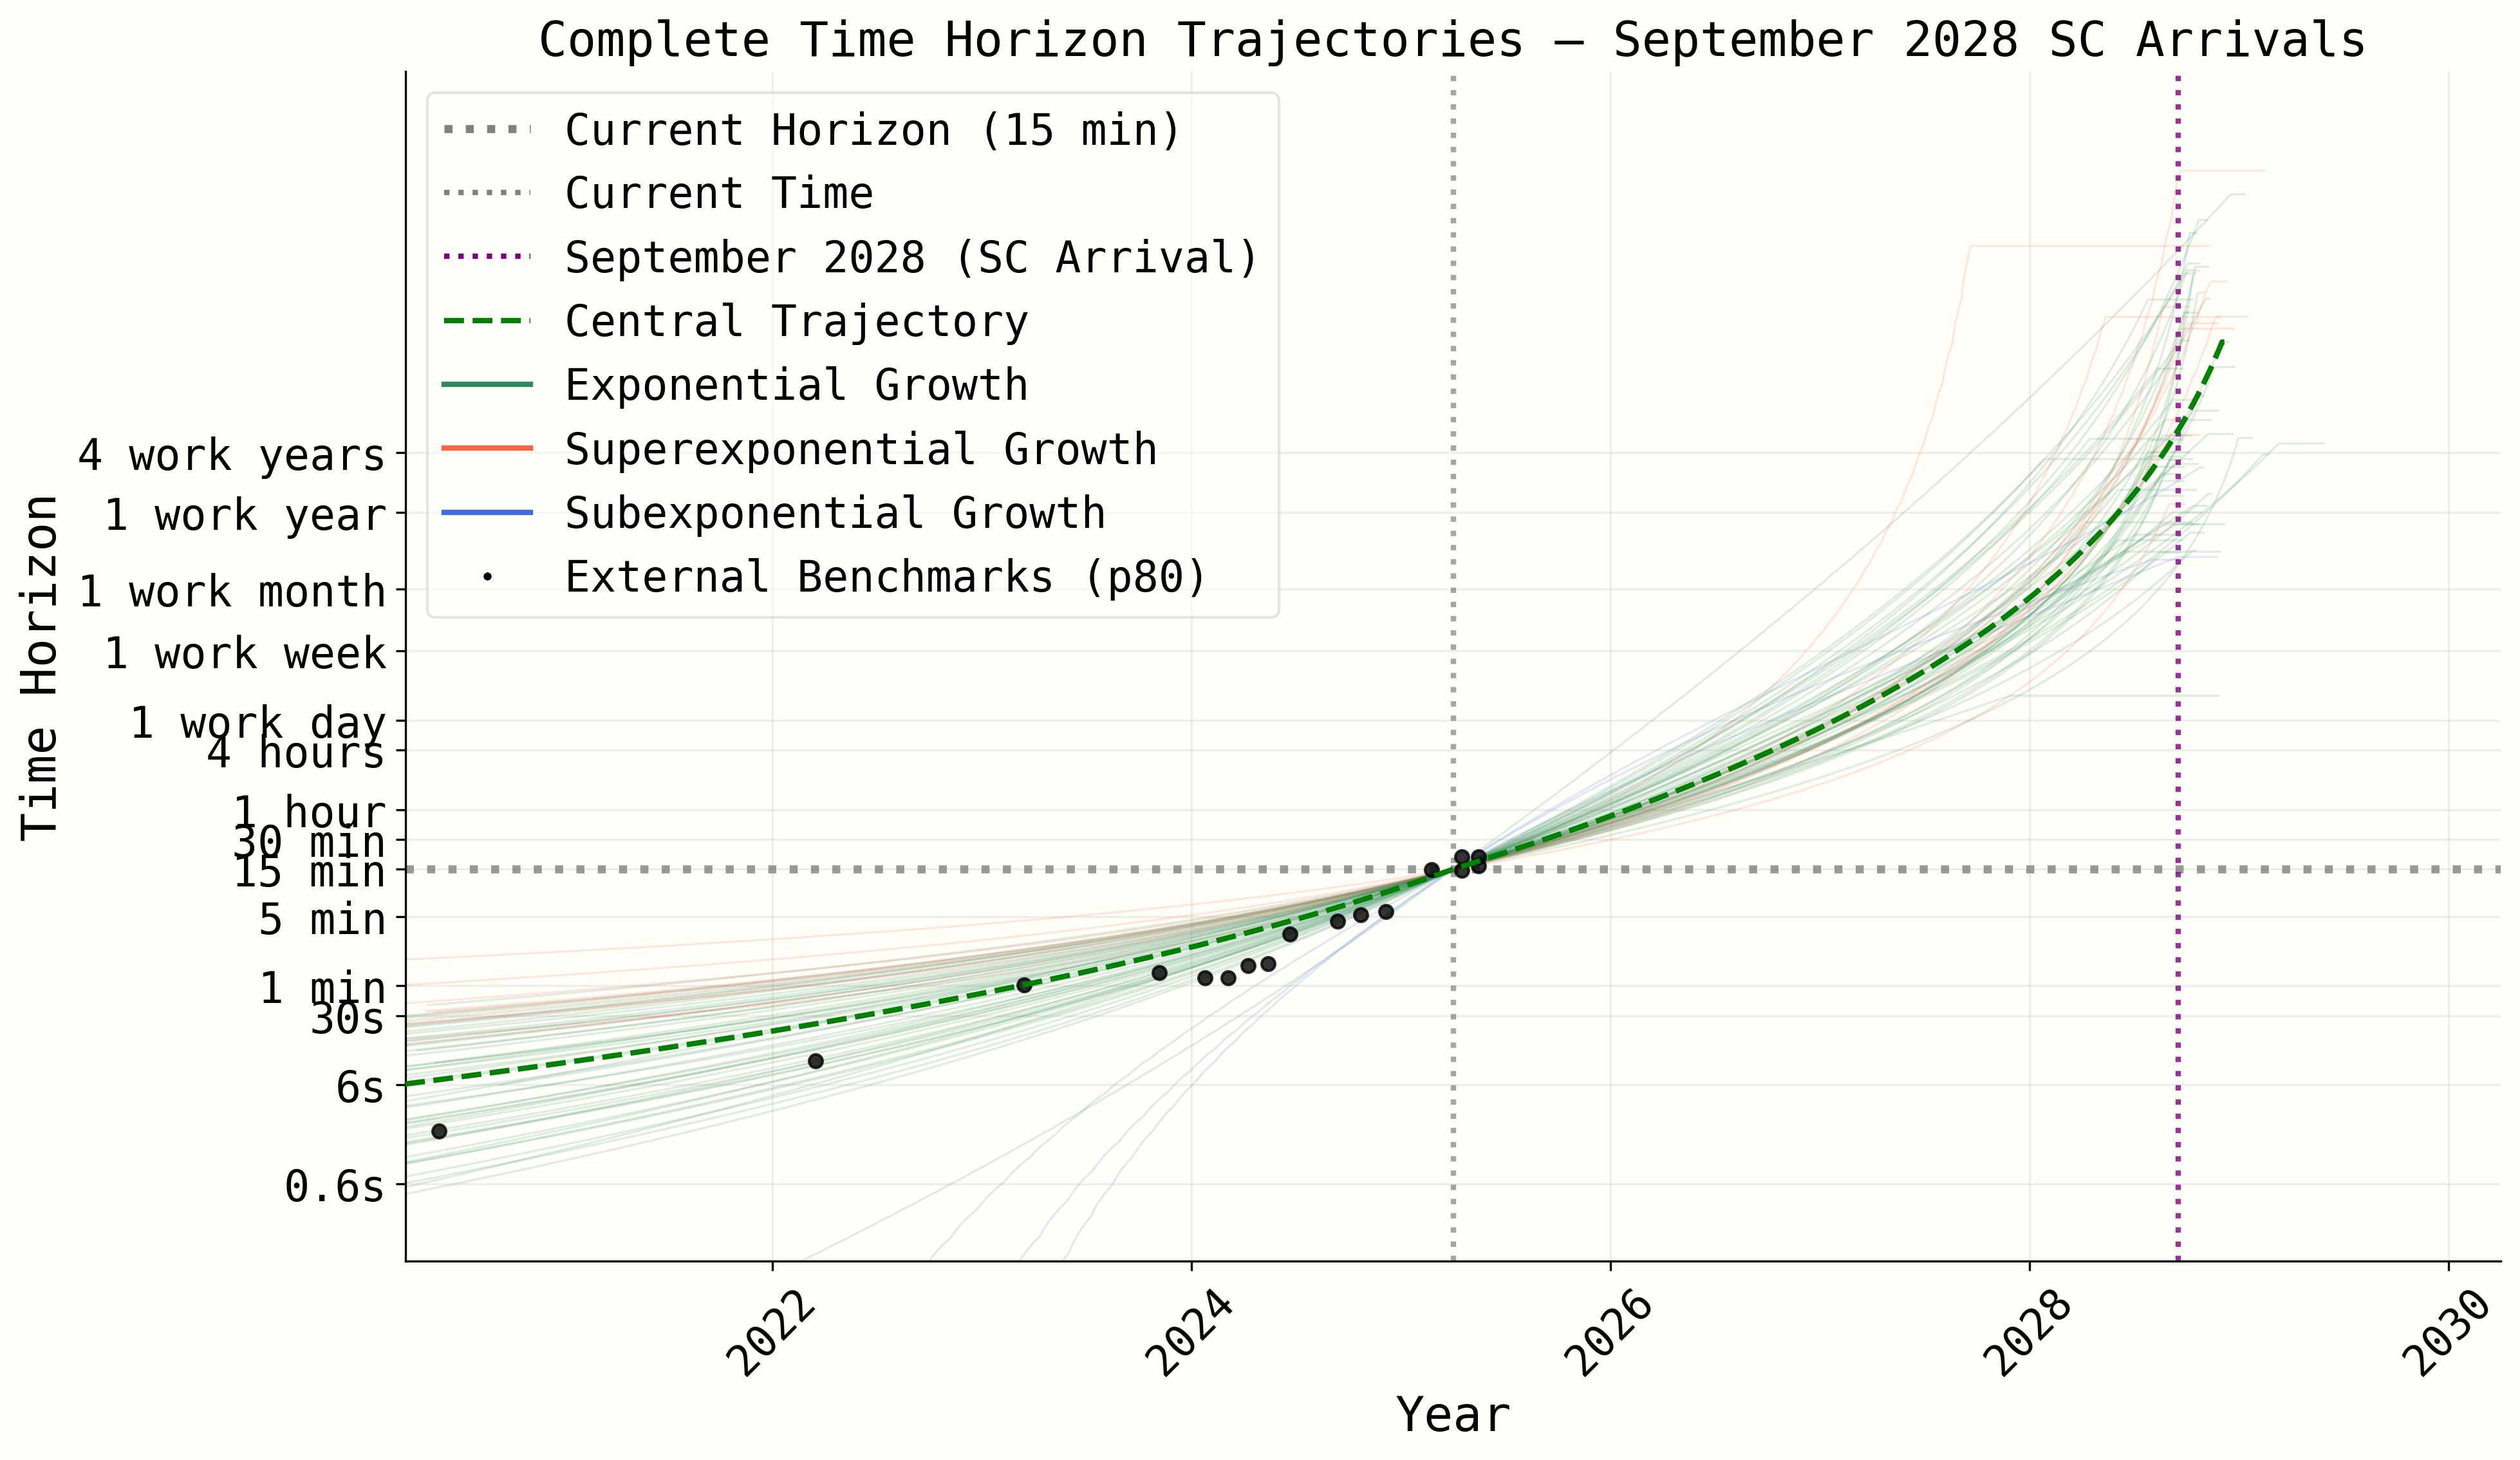 Complete Time Horizon Trajectories — September 2028 SC Arrivals
Current Horizon (15 min)
Current Time
September 2028 (SC Arrival)
Central Trajectory
Exponential Growth
Superexponential Growth
Subexponential Growth
External Benchmarks (p80)
Time Horizon
4 work years
1 work year
1 work month
1 work week
1 work day
4 hours
1 hour
30 min
15 min
5 min
1 min
30s
6s
0.6s
2022
2024
2026
2028
2030
Year